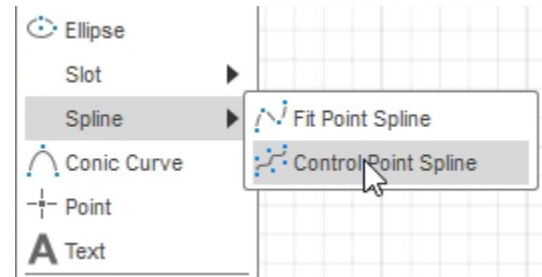 Ellipse
Slot
Spline
Fit Point Spline
Conic Curve
Control Point Spline
Point
Text